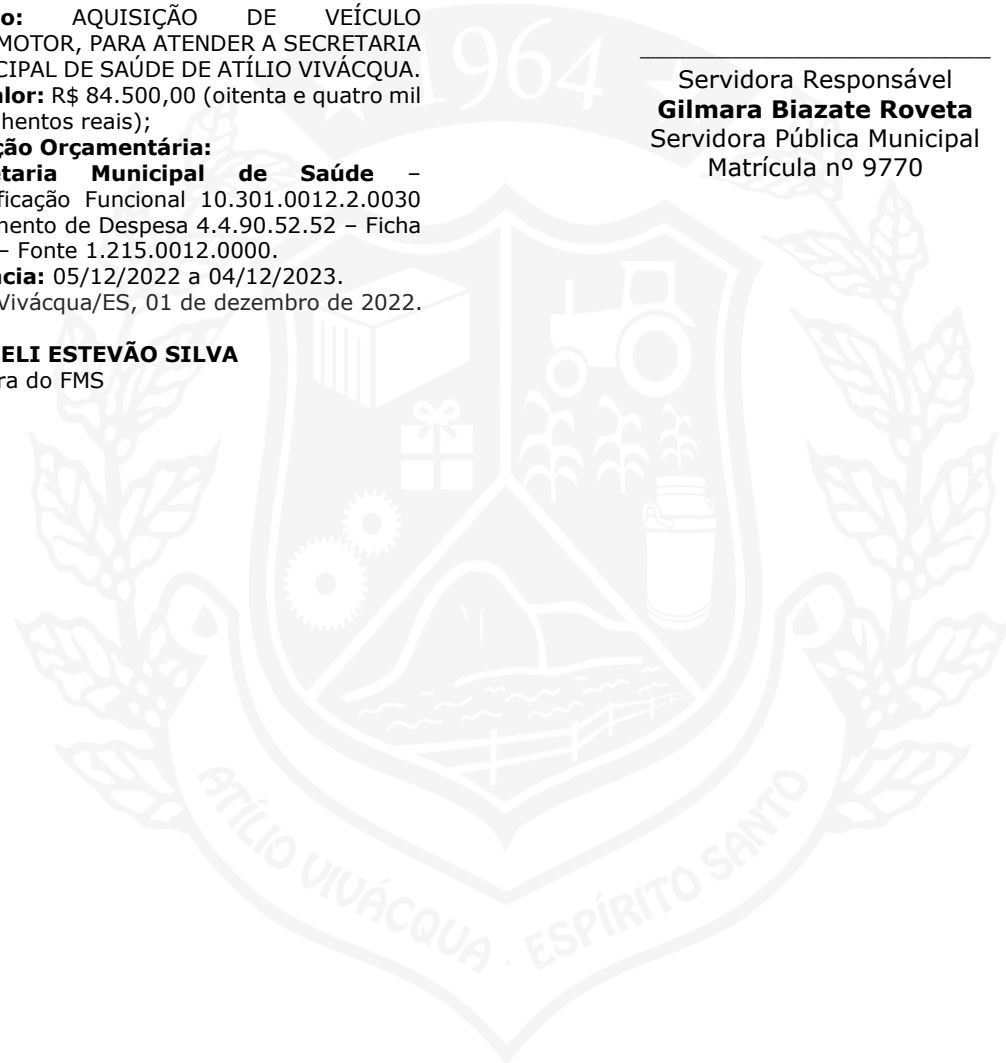 o: AQUISIÇÃO DE VEÍCULO
MOTOR, PARA ATENDER A SECRETARIA
CIPAL DE SAÚDE DE ATÍLIO VIVÁCQUA.
alor: R$ 84.500,00 (oitenta e quatro mil
hentos reais);
ção Orçamentária:
etaria Municipal de Saúde –
ficação Funcional 10.301.0012.2.0030
mento de Despesa 4.4.90.52.52 – Ficha
– Fonte 1.215.0012.0000.
ncia: 05/12/2022 a 04/12/2023.
Vivácqua/ES, 01 de dezembro de 2022.
ELI ESTEVÃO SILVA
ra do FMS
Servidora Responsável
Gilmara Biazate Roveta
Servidora Pública Municipal
Matrícula nº 9770
1964
ATÍLIO VIVÁCQUA . ESPÍRITO SANTO